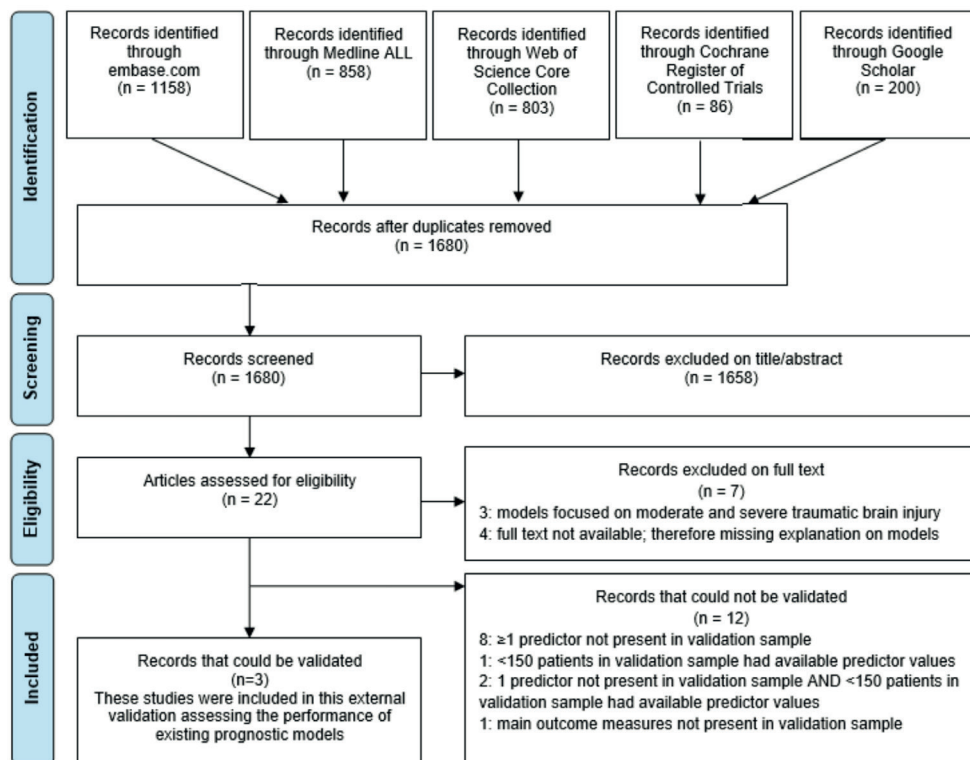 Identification
Records identified
through
embase.com
(n = 1158)
Records identified
through Medline ALL
(n = 858)
Records identified
through Web of
Science Core
Collection
(n = 803)
Records identified
through Cochrane
Register of
Controlled Trials
(n = 86)
Records identified
through Google
Scholar
(n = 200)
Records after duplicates removed
(n = 1680)
Screening
Records screened
(n = 1680)
Records excluded on title/abstract
(n = 1658)
Eligibility
Articles assessed for eligibility
(n = 22)
Records excluded on full text
(n = 7)
3: models focused on moderate and severe traumatic brain injury
4: full text not available; therefore missing explanation on models
Included
Records that could be validated
(n=3)
These studies were included in this external
validation assessing the performance of
existing prognostic models
Records that could not be validated
(n = 12)
8: ≥1 predictor not present in validation sample
1: <150 patients in validation sample had available predictor values
2: 1 predictor not present in validation sample AND <150 patients in
validation sample had available predictor values
1: main outcome measures not present in validation sample